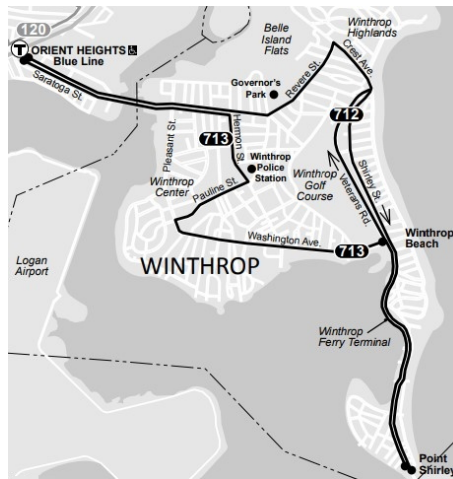 120
T ORIENT HEIGHTS
Blue Line
Saratoga St.
Belle
Island
Flats
Winthrop
Highlands
Crest Ave.
Governor's
Park
Revere St.
712
713
Hermon St.
Pleasant St.
Winthrop
Police
Station
Winthrop
Center
Pauline St.
Winthrop
Golf
Course
Shirley St.
Veterans Rd.
Washington Ave.
713
Winthrop
Beach
WINTHROP
Logan
Airport
Winthrop
Ferry Terminal
Point
Shirley